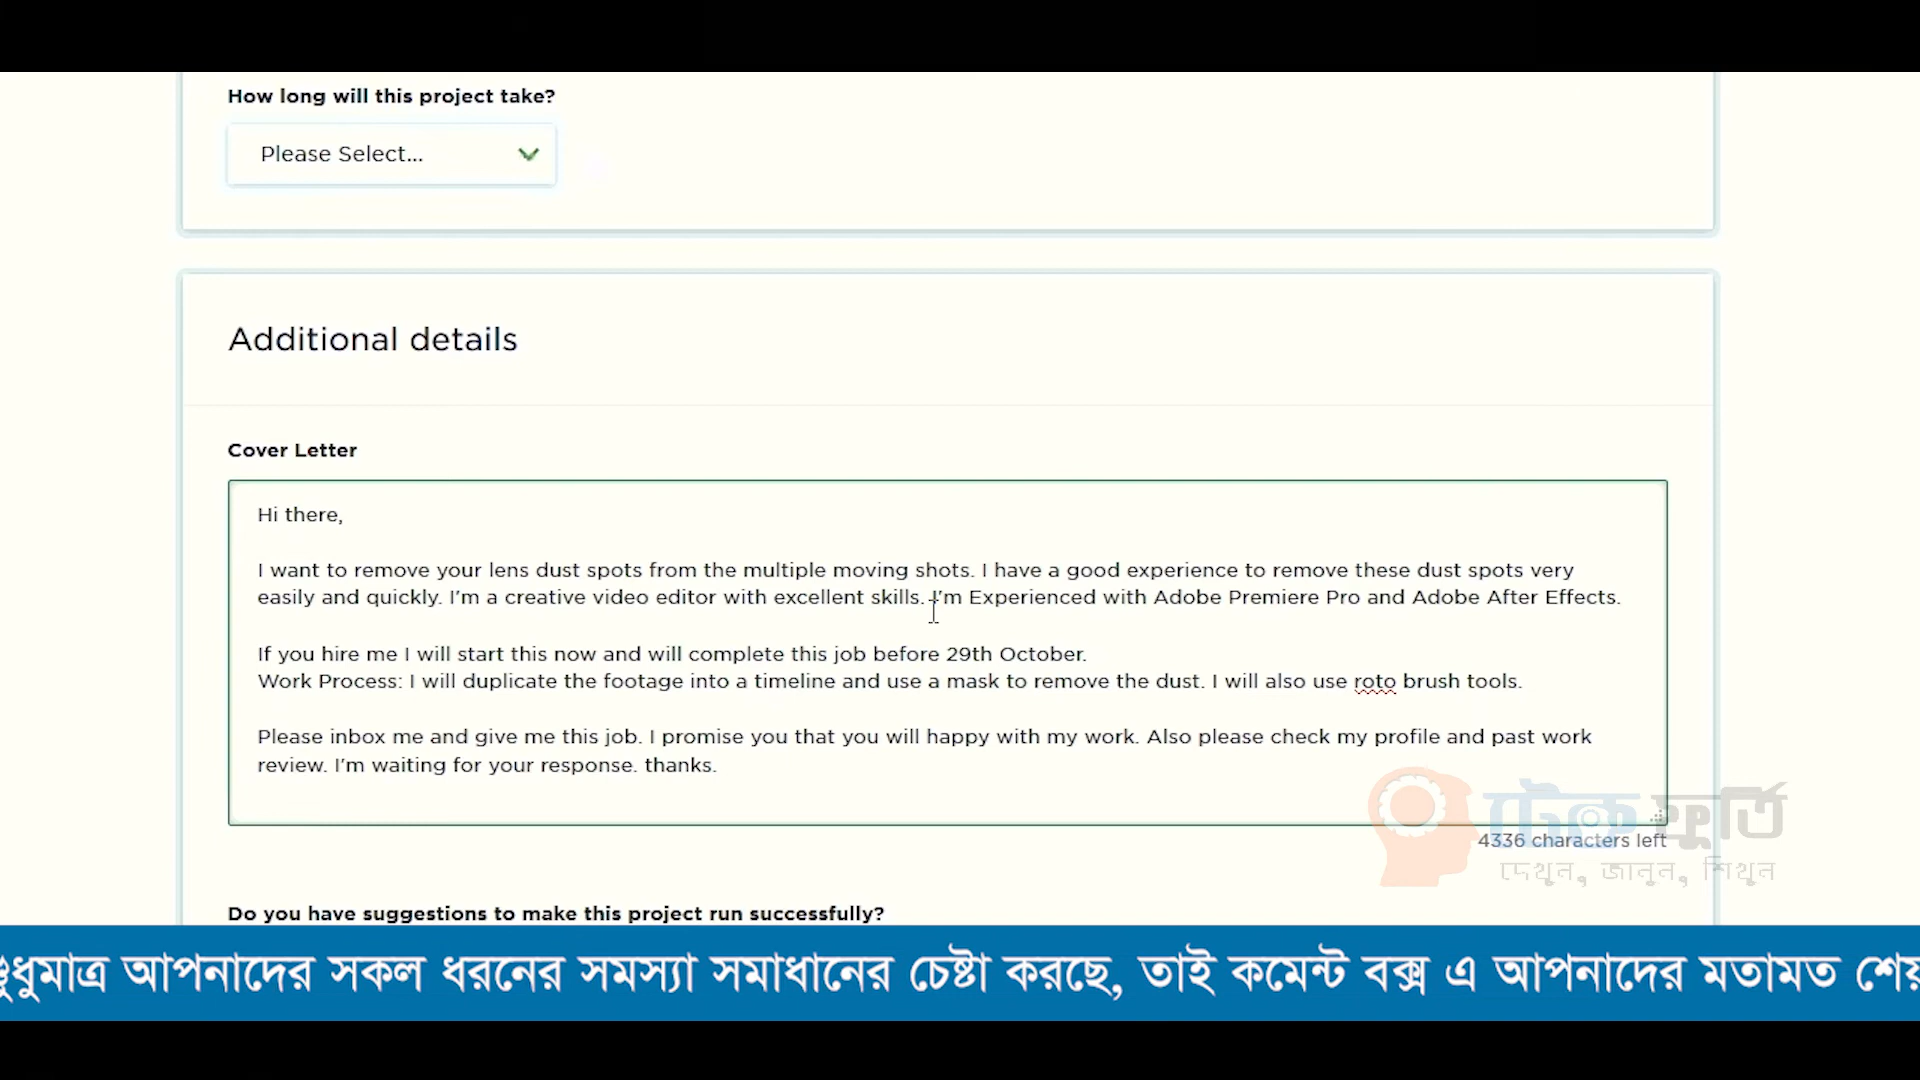 How long will this project take?
Please Select...
Additional details
Cover Letter
Hi there,
I want to remove your lens dust spots from the multiple moving shots. I have a good experience to remove these dust spots very
easily and quickly. I'm a creative video editor with excellent skills. I'm Experienced with Adobe Premiere Pro and Adobe After Effects.
If you hire me I will start this now and will complete this job before 29th October.
Work Process: I will duplicate the footage into a timeline and use a mask to remove the dust. I will also use roto brush tools.
Please inbox me and give me this job. I promise you that you will happy with my work. Also please check my profile and past work
review. I'm waiting for your response. thanks.
টেক ফুর্তি
4336 characters left
দেখুন, জানুন, শিখুন
Do you have suggestions to make this project run successfully?
আপনাদের সকল ধরনের সমস্যা সমাধানের চেষ্টা করছে, তাই কমেন্ট বক্স এ আপনাদের মতামত